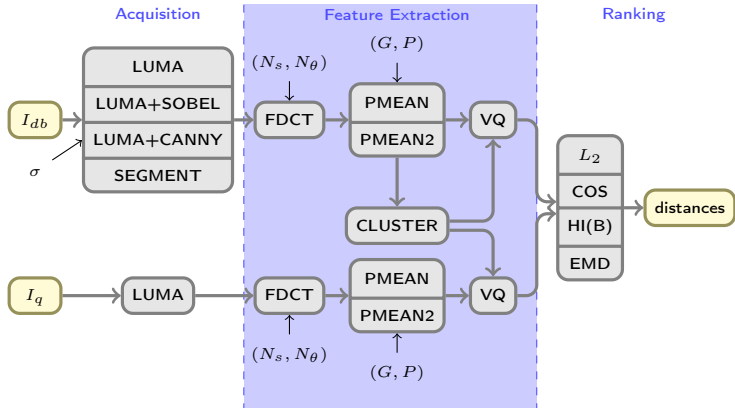 Acquisition
Feature Extraction
Ranking
(G, P)
(N_s, N_θ)
LUMA
LUMA+SOBEL
LUMA+CANNY
SEGMENT
I_db
σ
FDCT
PMEAN
PMEAN2
VQ
CLUSTER
L_2
COS
HI(B)
EMD
distances
I_q
LUMA
FDCT
PMEAN
PMEAN2
VQ
(N_s, N_θ)
(G, P)